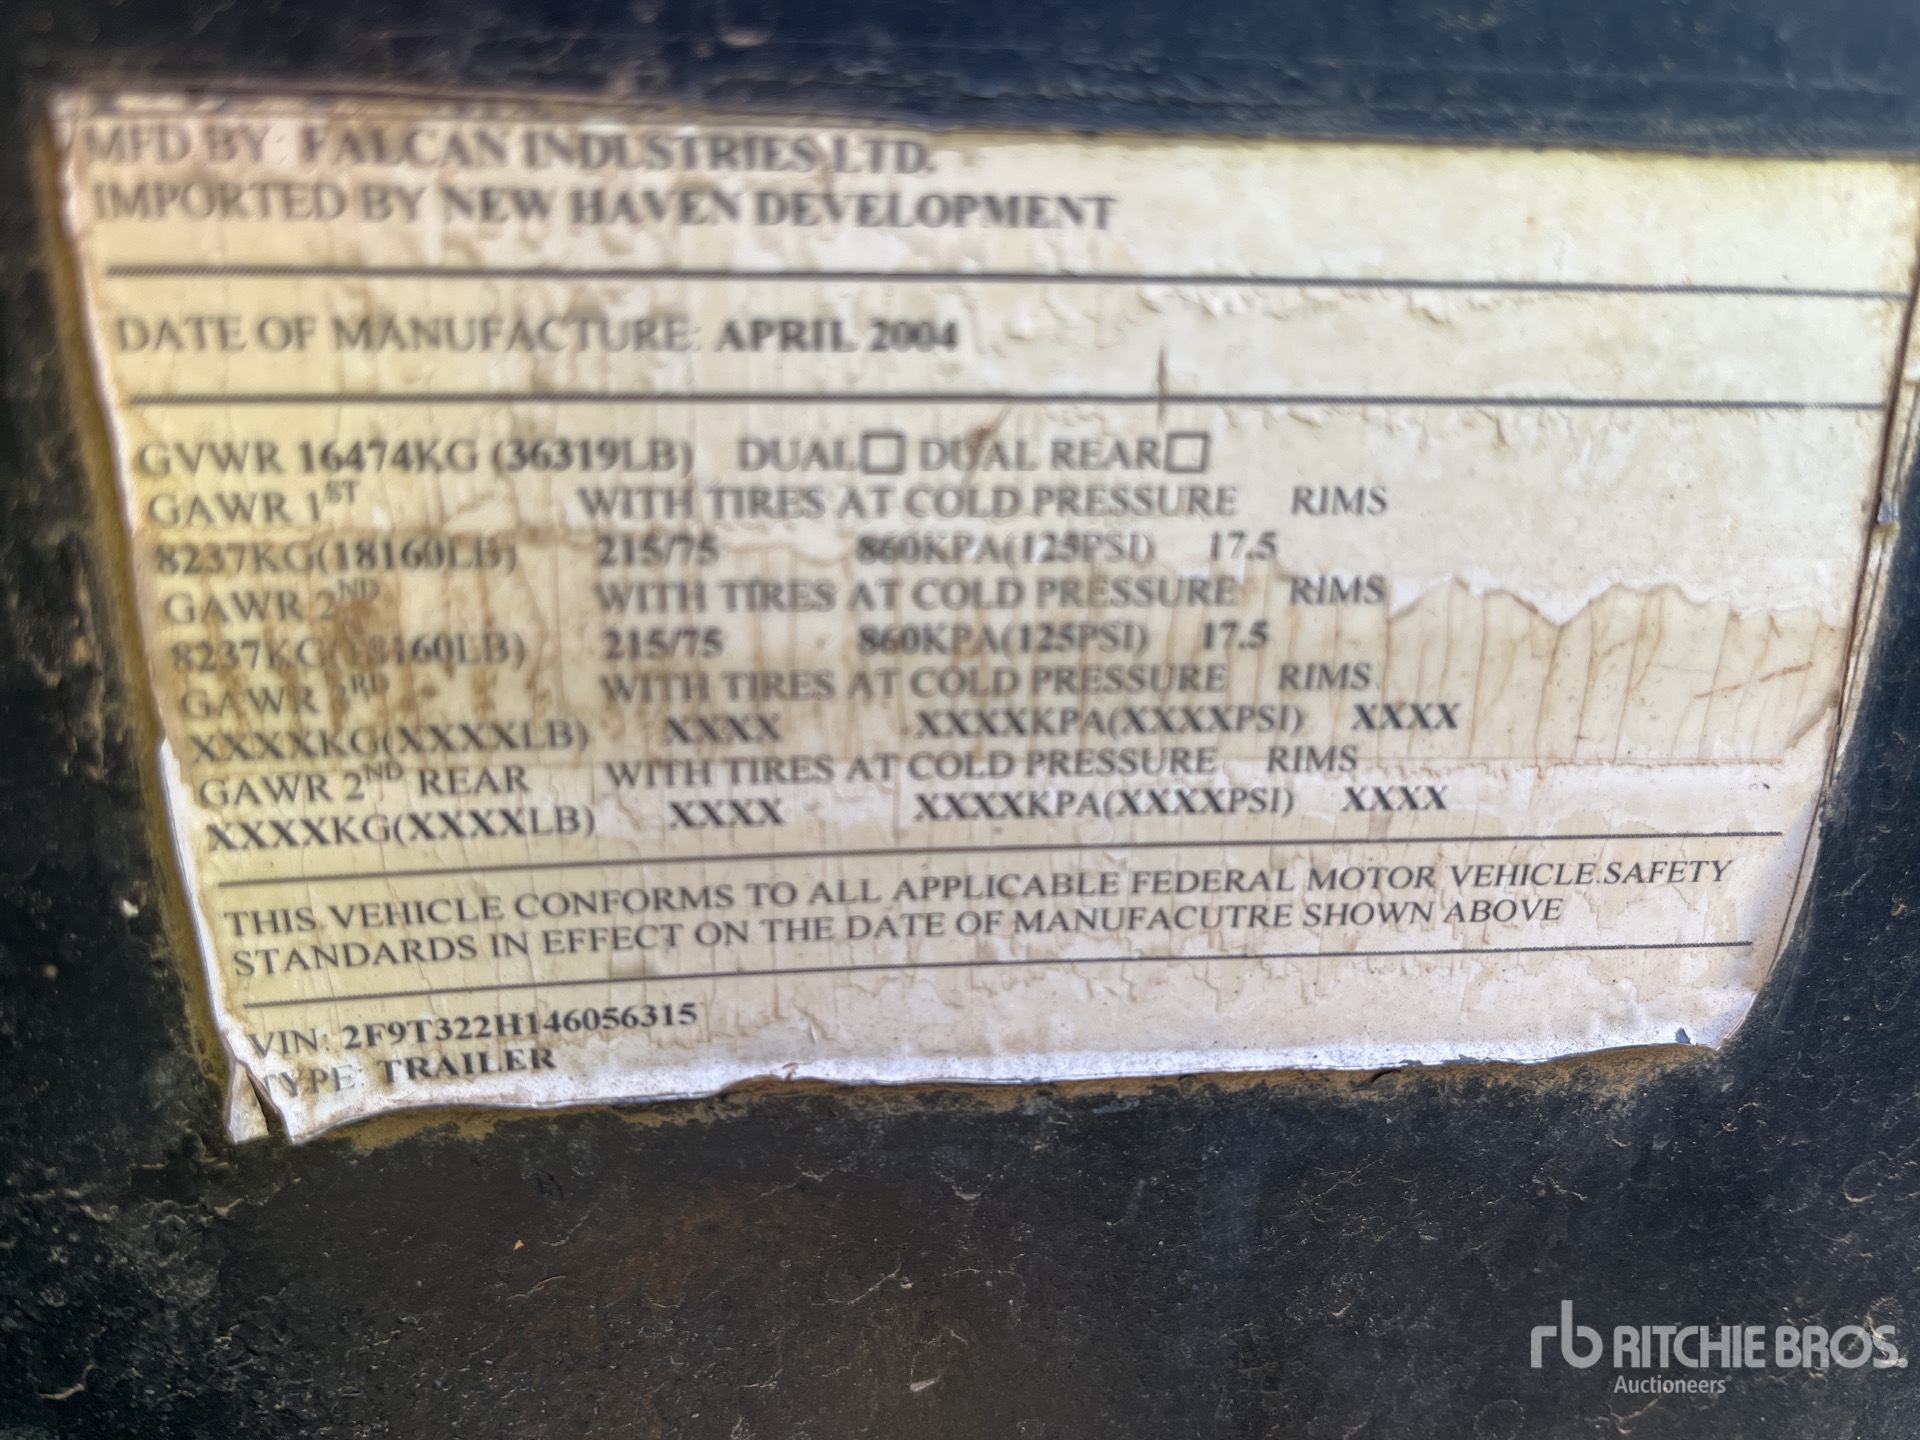 MFD BY: FALCAN INDUSTRIES LTD.
IMPORTED BY NEW HAVEN DEVELOPMENT
DATE OF MANUFACTURE: APRIL 2004
GVWR 16474KG (36319LB) DUAL☐ DUAL REAR☐
GAWR 1ST WITH TIRES AT COLD PRESSURE RIMS
8237KG(18160LB) 215/75 860KPA(125PSI) 17.5
GAWR 2ND WITH TIRES AT COLD PRESSURE RIMS
8237KG(18160LB) 215/75 860KPA(125PSI) 17.5
GAWR 3RD WITH TIRES AT COLD PRESSURE RIMS
XXXXKG(XXXXLB) XXXX XXXXKPA(XXXXPSI) XXXX
GAWR 2ND REAR WITH TIRES AT COLD PRESSURE RIMS
XXXXKG(XXXXLB) XXXX XXXXKPA(XXXXPSI) XXXX
THIS VEHICLE CONFORMS TO ALL APPLICABLE FEDERAL MOTOR VEHICLE SAFETY
STANDARDS IN EFFECT ON THE DATE OF MANUFACUTRE SHOWN ABOVE
VIN: 2F9T322H146056315
TYPE: TRAILER
rb RITCHIE BROS.
Auctioneers